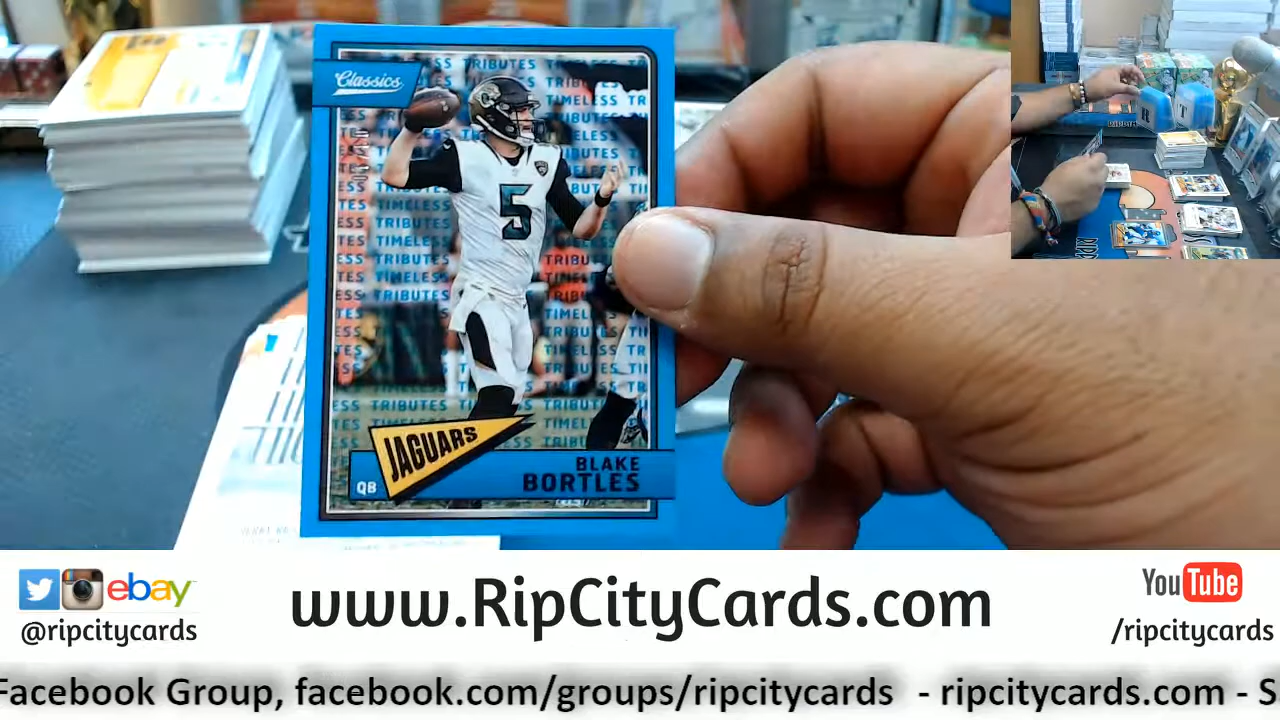 Classics
TIMELESS TRIBUTES
5
JAGUARS
QB
BLAKE
BORTLES
R T
ebay
@ripcitycards
www.RipCityCards.com
YouTube
/ripcitycards
Facebook Group, facebook.com/groups/ripcitycards - ripcitycards.com - S